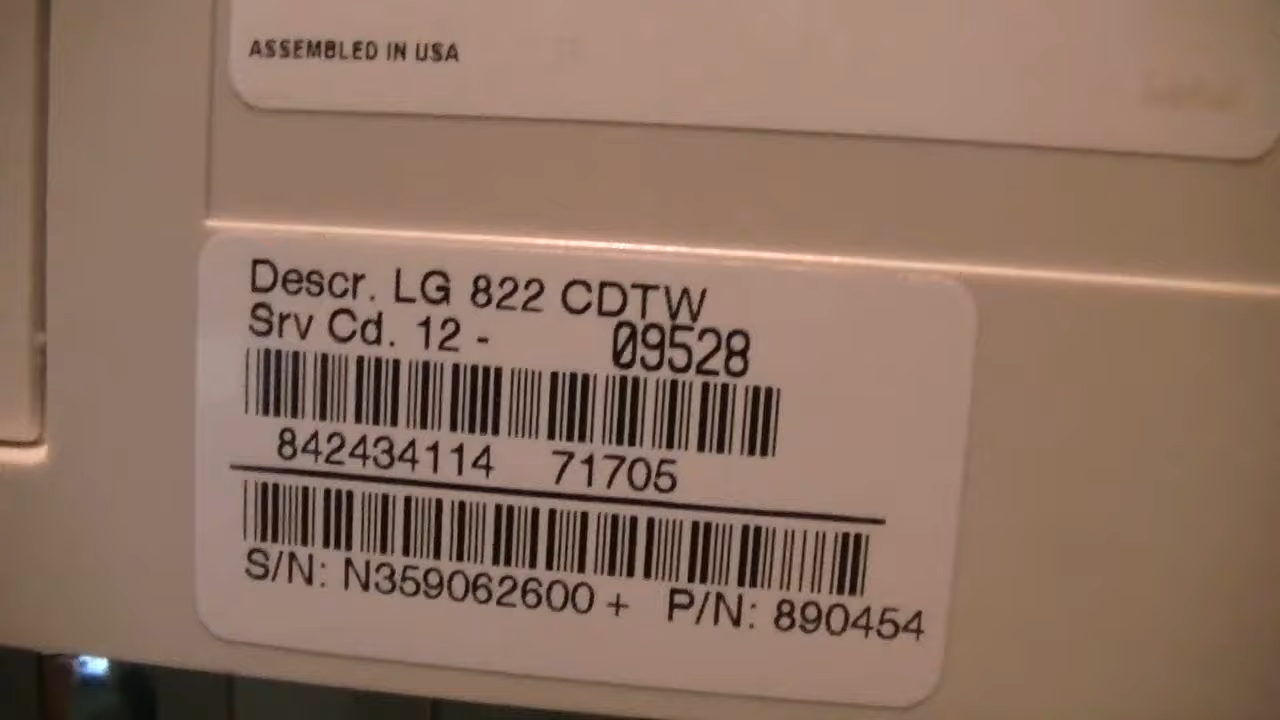 ASSEMBLED IN USA
Descr. LG 822 CDTW
Srv Cd. 12 - 09528
842434114 71705
S/N: N359062600 + P/N: 890454